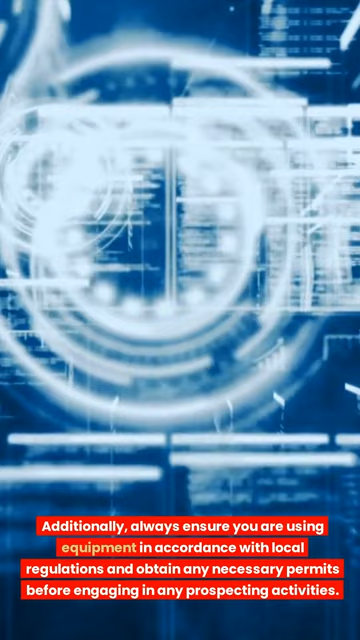 Additionally, always ensure you are using
equipment in accordance with local
regulations and obtain any necessary permits
before engaging in any prospecting activities.